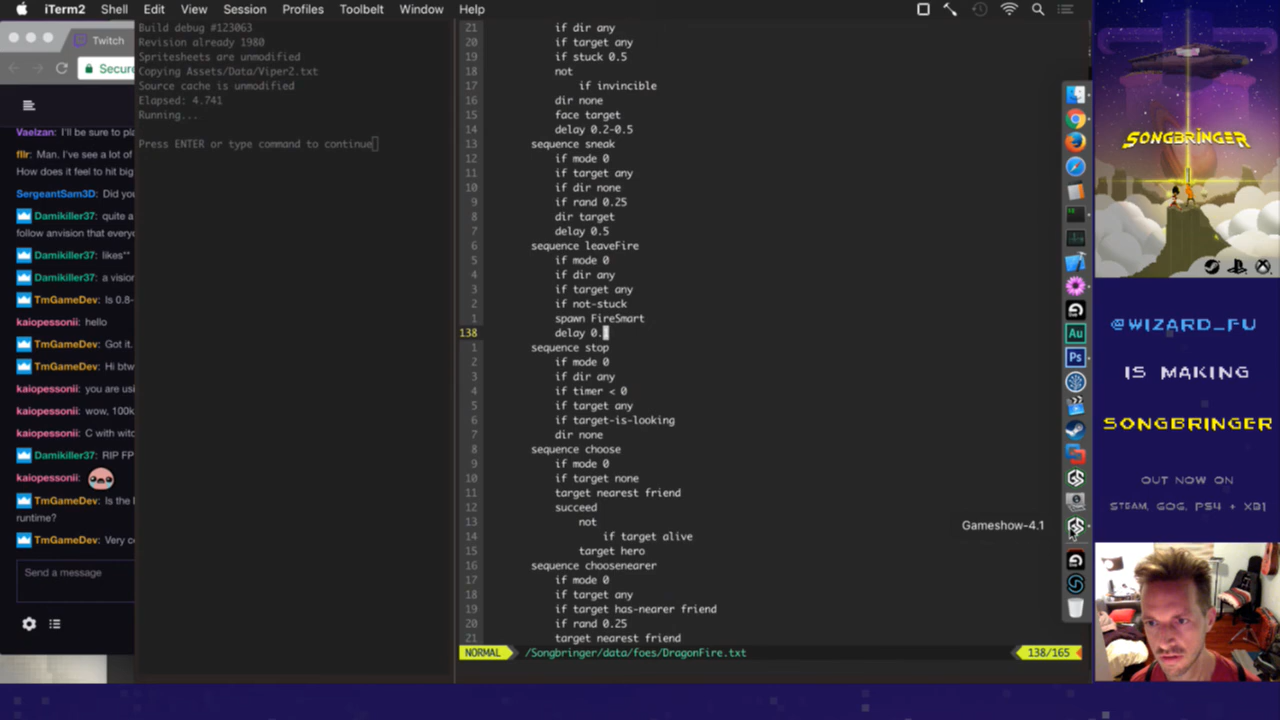 iTerm2 Shell Edit View Session Profiles Toolbelt Window Help
Twitch
Secure
Vaelzan: I'll be sure to pla
fllr: Man, I've see a lot of
How does it feel to hit big
SergeantSam3D: Did you
Damikiller37: quite a
follow anvision that everyo
Damikiller37: likes**
Damikiller37: a vision
TmGameDev: Is 0.8-
kaiopessonii: hello
TmGameDev: Got it.
TmGameDev: Hi btw
kaiopessonii: you are usi
kaiopessonii: wow, 100k
kaiopessonii: C with witc
Damikiller37: RIP FP
kaiopessonii:
TmGameDev: Is the l
runtime?
TmGameDev: Very c
Send a message
Build debug #123063
Revision already 1980
Spritesheets are unmodified
Copying Assets/Data/Viper2.txt
Source cache is unmodified
Elapsed: 4.741
Running...
Press ENTER or type command to continue
21 if dir any
20 if target any
19 if stuck 0.5
18 not
17 if invincible
16 dir none
15 face target
14 delay 0.2-0.5
13 sequence sneak
12 if mode 0
11 if target any
10 if dir none
9 if rand 0.25
8 dir target
7 delay 0.5
6 sequence leaveFire
5 if mode 0
4 if dir any
3 if target any
2 if not-stuck
1 spawn FireSmart
138 delay 0.
1 sequence stop
2 if mode 0
3 if dir any
4 if timer < 0
5 if target any
6 if target-is-looking
7 dir none
8 sequence choose
9 if mode 0
10 if target none
11 target nearest friend
12 succeed
13 not
14 if target alive
15 target hero
16 sequence choosenearer
17 if mode 0
18 if target any
19 if target has-nearer friend
20 if rand 0.25
21 target nearest friend
NORMAL /Songbringer/data/foes/DragonFire.txt 138/165
Gameshow-4.1
Au
Ps
SONGBRINGER
@WIZARD_FU
IS MAKING
SONGBRINGER
OUT NOW ON
STEAM, GOG, PS4 + XB1